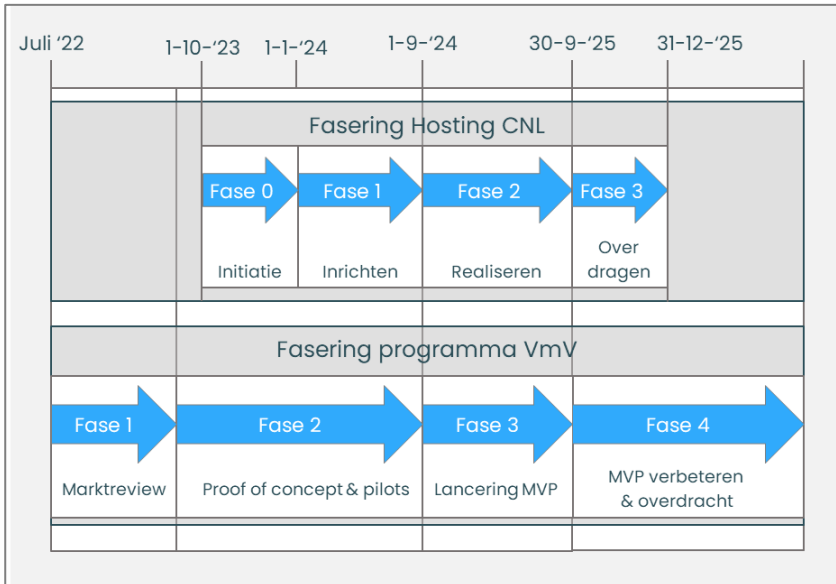 Juli ‘22
1-10-‘23
1-1-‘24
1-9-‘24
30-9-‘25
31-12-‘25
Fasering Hosting CNL
Fase 0
Fase 1
Fase 2
Fase 3
Initiatie
Inrichten
Realiseren
Over
dragen
Fasering programma VmV
Fase 1
Fase 2
Fase 3
Fase 4
Marktreview
Proof of concept & pilots
Lancering MVP
MVP verbeteren
& overdracht